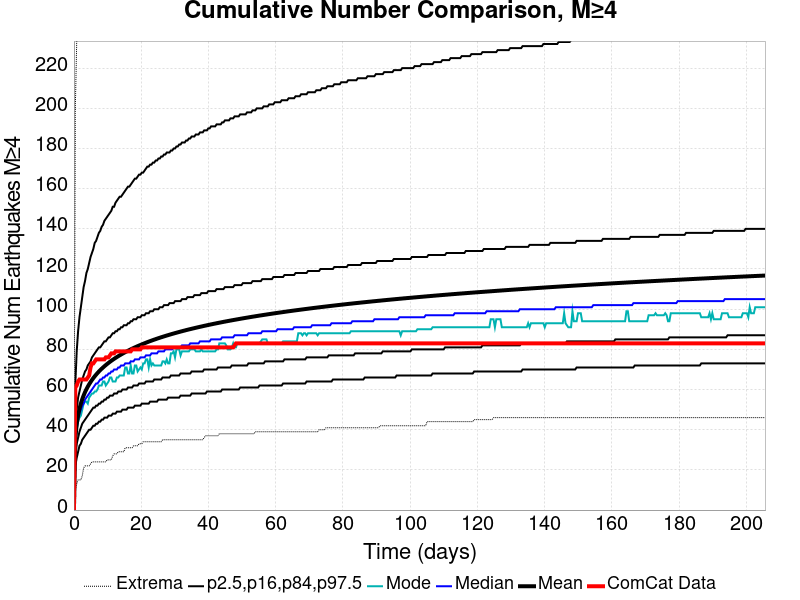 Cumulative Number Comparison, M≥4
Cumulative Num Earthquakes M≥4
220
200
180
160
140
120
100
80
60
40
20
0
0 20 40 60 80 100 120 140 160 180 200
Time (days)
Extrema p2.5,p16,p84,p97.5 Mode Median Mean ComCat Data